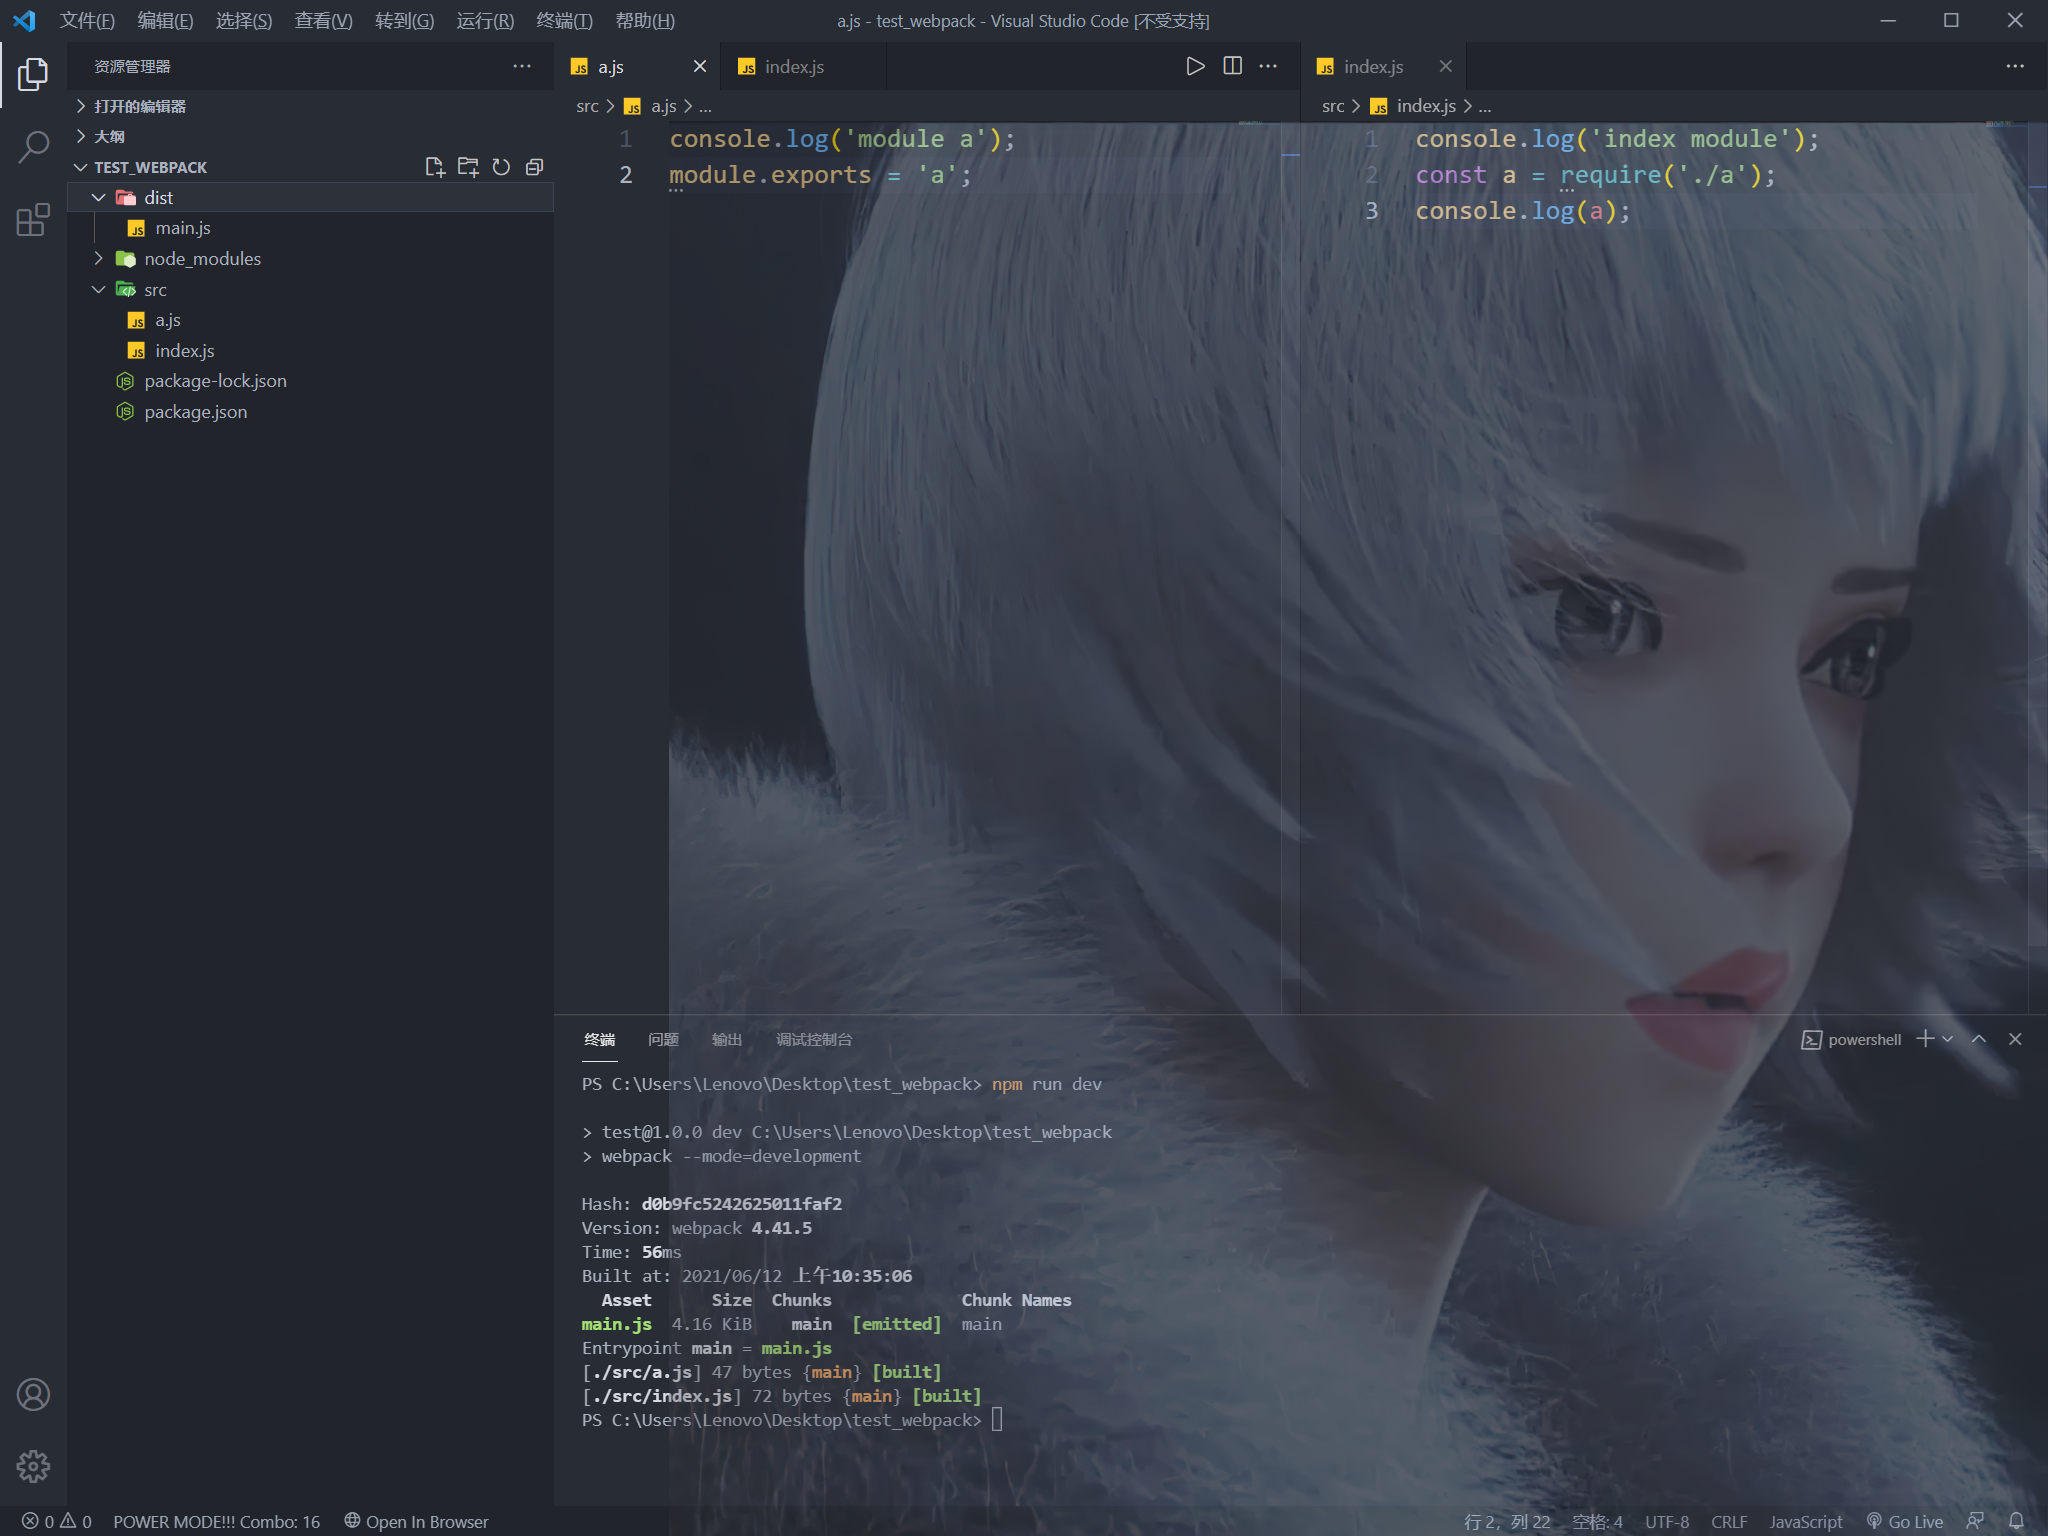 文件(F) 编辑(E) 选择(S) 查看(V) 转到(G) 运行(R) 终端(T) 帮助(H) a.js - test_webpack - Visual Studio Code [不受支持]
资源管理器
打开的编辑器
大纲
TEST_WEBPACK
dist
main.js
node_modules
src
a.js
index.js
package-lock.json
package.json
a.js index.js
src > a.js > ...
1 console.log('module a');
2 module.exports = 'a';
index.js
src > index.js > ...
1 console.log('index module');
2 const a = require('./a');
3 console.log(a);
终端 问题 输出 调试控制台 powershell
PS C:\Users\Lenovo\Desktop\test_webpack> npm run dev
> test@1.0.0 dev C:\Users\Lenovo\Desktop\test_webpack
> webpack --mode=development
Hash: d0b9fc5242625011faf2
Version: webpack 4.41.5
Time: 56ms
Built at: 2021/06/12 上午10:35:06
Asset Size Chunks Chunk Names
main.js 4.16 KiB main [emitted] main
Entrypoint main = main.js
[./src/a.js] 47 bytes {main} [built]
[./src/index.js] 72 bytes {main} [built]
PS C:\Users\Lenovo\Desktop\test_webpack>
0 0 POWER MODE!!! Combo: 16 Open In Browser 行 2，列 22 空格: 4 UTF-8 CRLF JavaScript Go Live